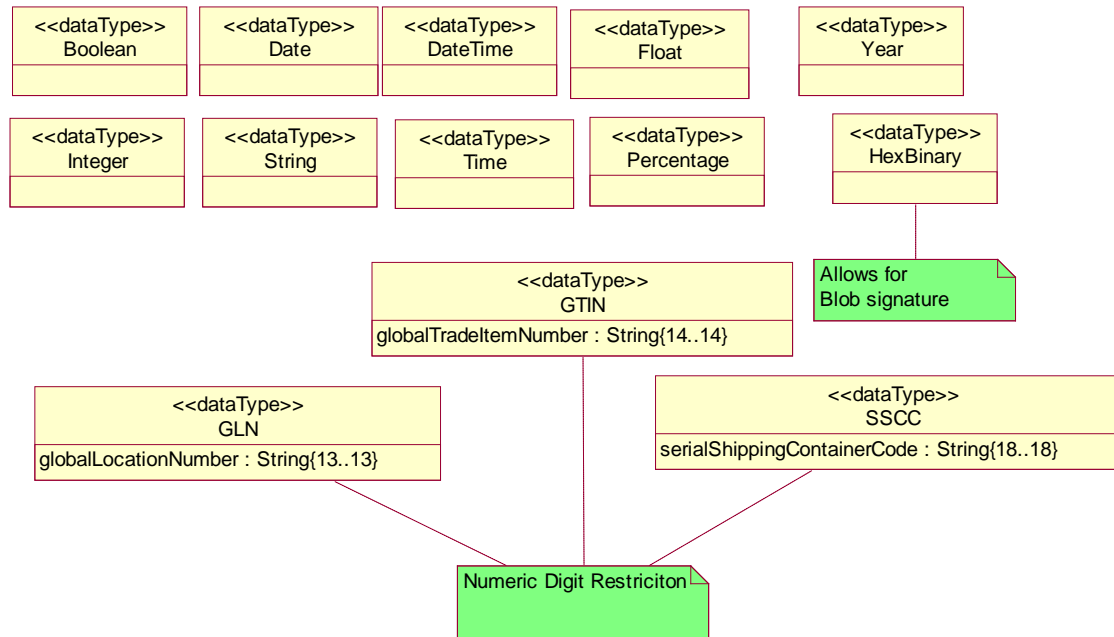 <<dataType>>
Boolean
<<dataType>>
Date
<<dataType>>
DateTime
<<dataType>>
Float
<<dataType>>
Year
<<dataType>>
Integer
<<dataType>>
String
<<dataType>>
Time
<<dataType>>
Percentage
<<dataType>>
HexBinary
Allows for
Blob signature
<<dataType>>
GTIN
globalTradeItemNumber : String{14..14}
<<dataType>>
GLN
globalLocationNumber : String{13..13}
<<dataType>>
SSCC
serialShippingContainerCode : String{18..18}
Numeric Digit Restriciton